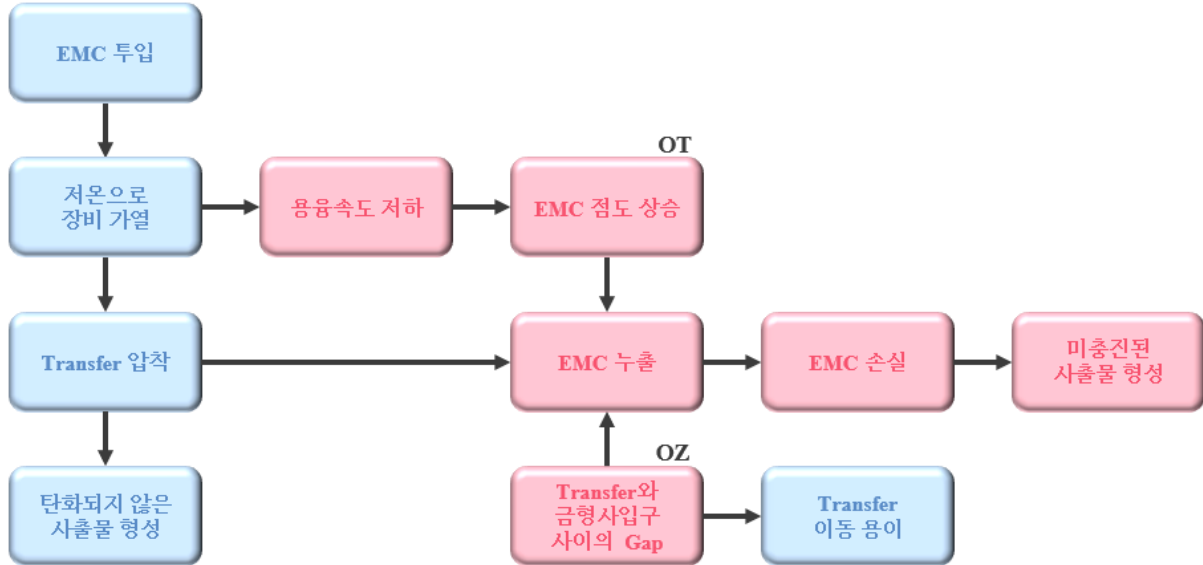 EMC 투입
OT
저온으로
장비 가열
용융속도 저하
EMC 점도 상승
Transfer 압착
EMC 누출
EMC 손실
미충진된
사출물 형성
OZ
탄화되지 않은
사출물 형성
Transfer와
금형사입구
사이의 Gap
Transfer
이동 용이